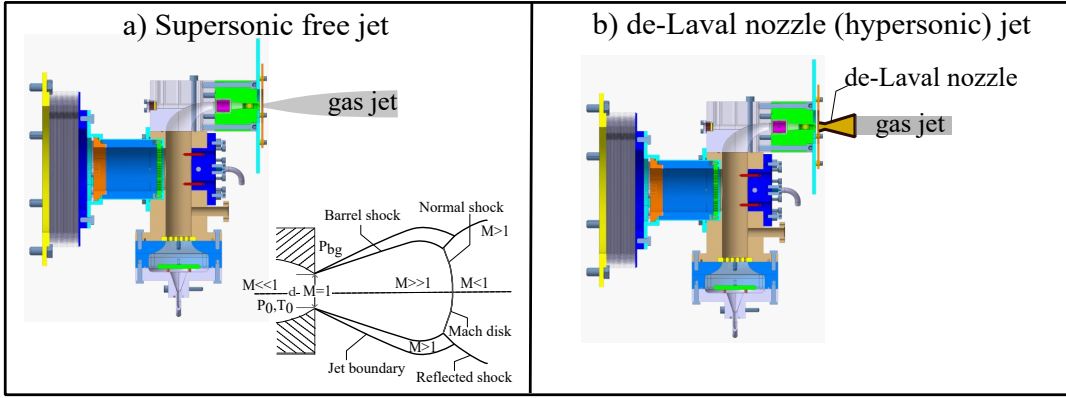 a) Supersonic free jet
gas jet
Barrel shock
Normal shock
M>1
Pbg
M<<1
d
M=1
M>>1
M<1
P0,T0
Mach disk
M>1
Jet boundary
Reflected shock
b) de-Laval nozzle (hypersonic) jet
de-Laval nozzle
gas jet